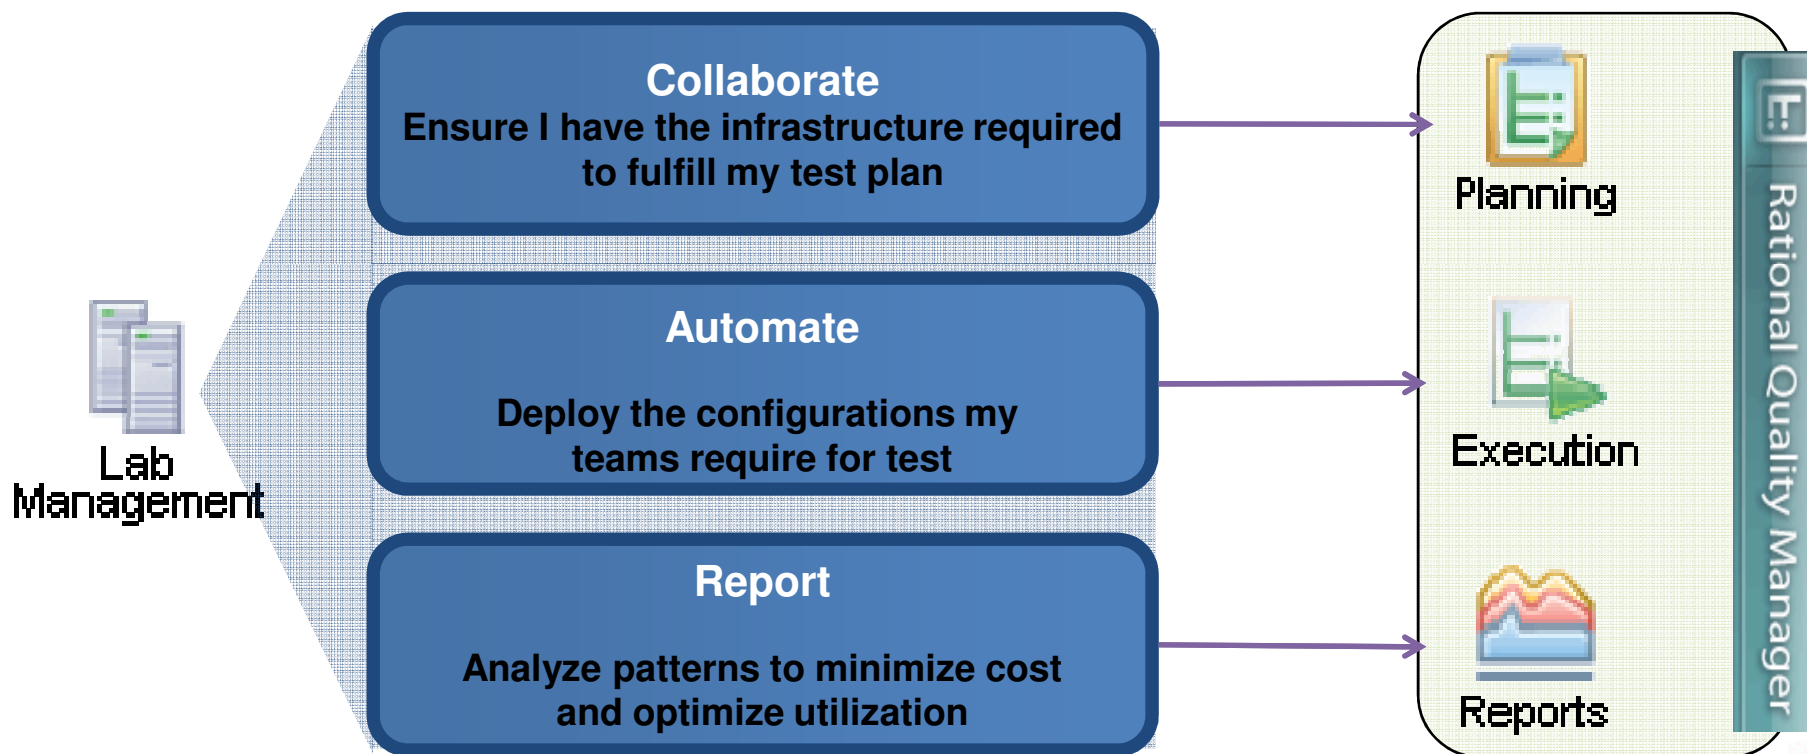 Lab
Management
Collaborate
Ensure I have the infrastructure required
to fulfill my test plan
Automate
Deploy the configurations my
teams require for test
Report
Analyze patterns to minimize cost
and optimize utilization
Planning
Execution
Reports
Rational Quality Manager